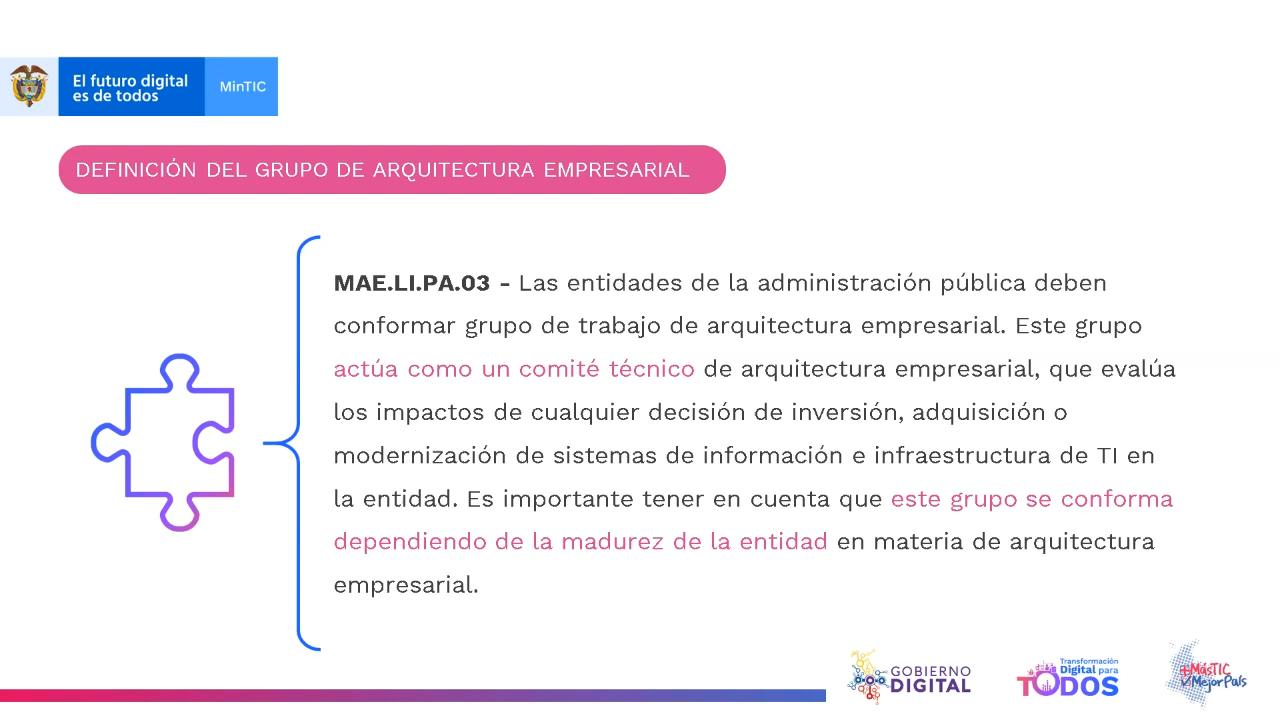 El futuro digital
es de todos
MinTIC
DEFINICIÓN DEL GRUPO DE ARQUITECTURA EMPRESARIAL
MAE.LI.PA.03 - Las entidades de la administración pública deben
conformar grupo de trabajo de arquitectura empresarial. Este grupo
actúa como un comité técnico de arquitectura empresarial, que evalúa
los impactos de cualquier decisión de inversión, adquisición o
modernización de sistemas de información e infraestructura de TI en
la entidad. Es importante tener en cuenta que este grupo se conforma
dependiendo de la madurez de la entidad en materia de arquitectura
empresarial.
GOBIERNO
DIGITAL
Transformación
Digital para
TODOS
+MásTIC
✓MejorPaís